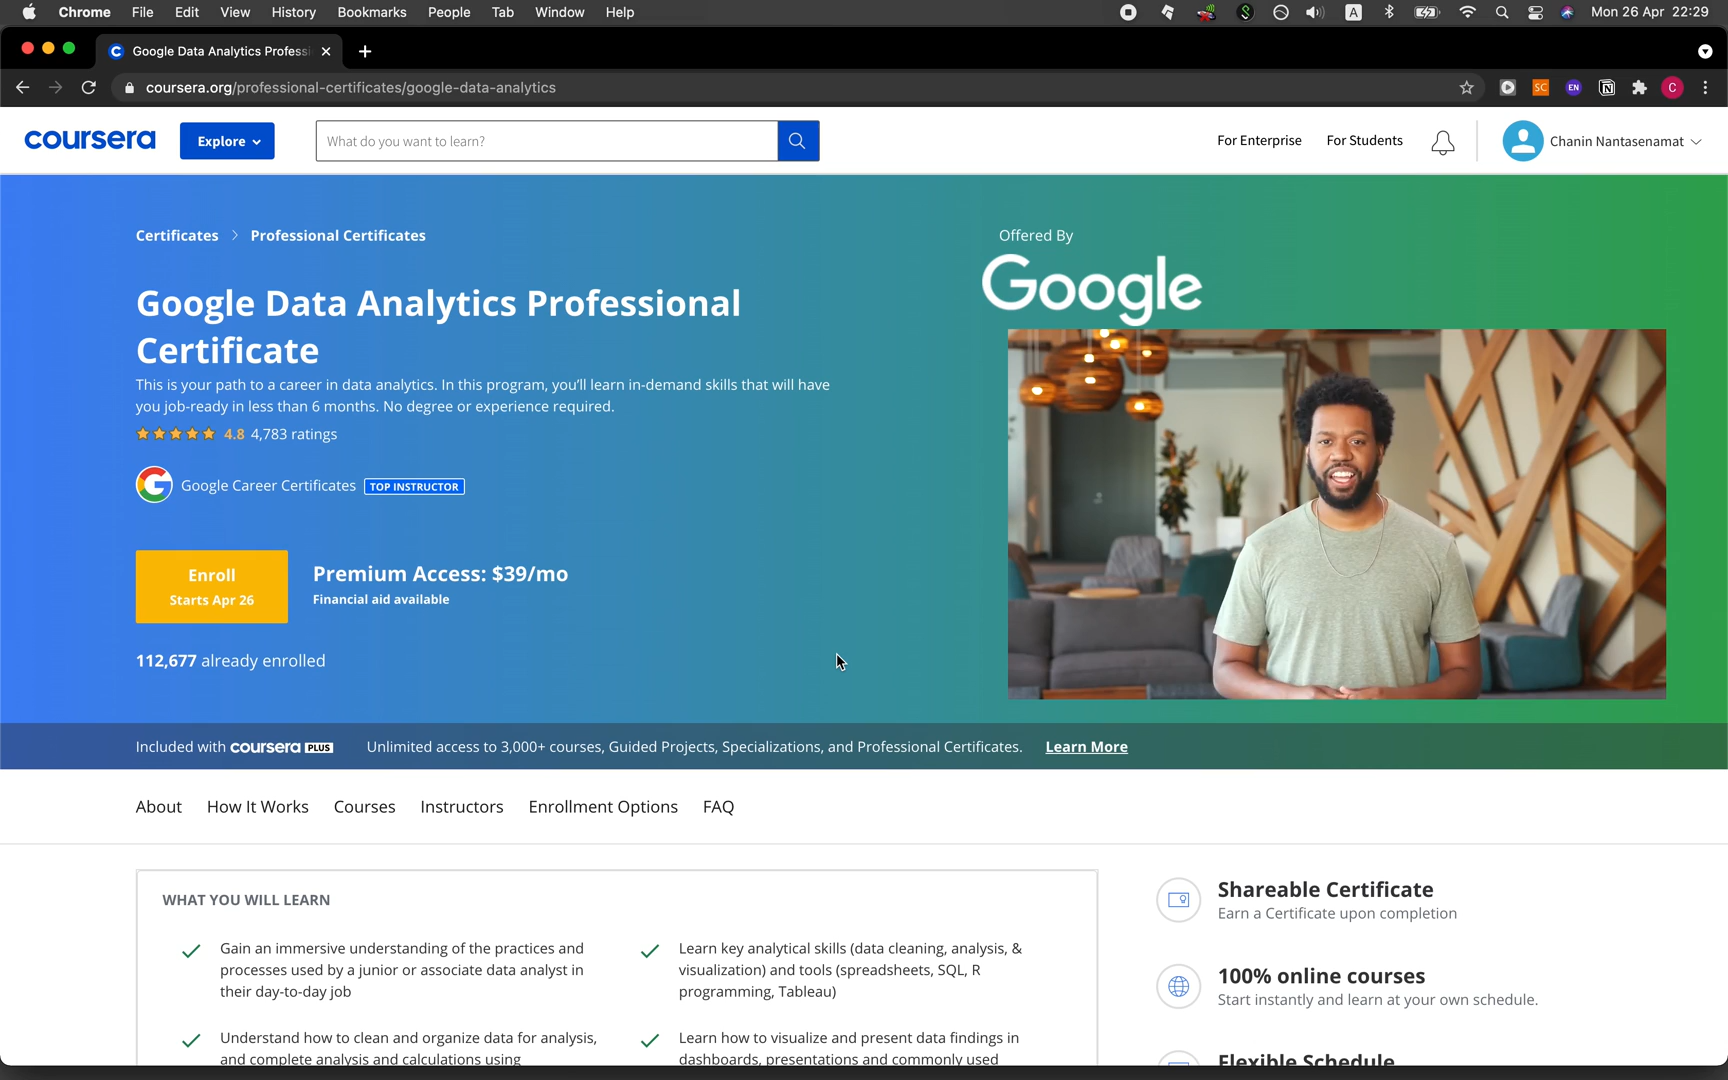 Chrome File Edit View History Bookmarks People Tab Window Help
A
Mon 26 Apr 22:29
Google Data Analytics Professi
coursera.org/professional-certificates/google-data-analytics
SC
EN
C
coursera
Explore
What do you want to learn?
For Enterprise
For Students
Chanin Nantasenamat
Certificates > Professional Certificates
Offered By
Google
Google Data Analytics Professional
Certificate
This is your path to a career in data analytics. In this program, you'll learn in-demand skills that will have
you job-ready in less than 6 months. No degree or experience required.
4.8 4,783 ratings
Google Career Certificates TOP INSTRUCTOR
Enroll
Starts Apr 26
Premium Access: $39/mo
Financial aid available
112,677 already enrolled
Included with coursera PLUS
Unlimited access to 3,000+ courses, Guided Projects, Specializations, and Professional Certificates. Learn More
About How It Works Courses Instructors Enrollment Options FAQ
WHAT YOU WILL LEARN
Gain an immersive understanding of the practices and
processes used by a junior or associate data analyst in
their day-to-day job
Learn key analytical skills (data cleaning, analysis, &
visualization) and tools (spreadsheets, SQL, R
programming, Tableau)
Understand how to clean and organize data for analysis,
and complete analysis and calculations using
Learn how to visualize and present data findings in
dashboards, presentations and commonly used
Shareable Certificate
Earn a Certificate upon completion
100% online courses
Start instantly and learn at your own schedule.
Flexible Schedule